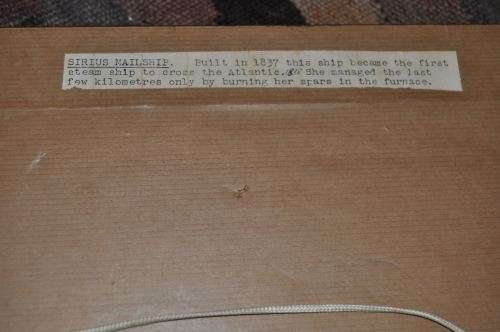 SIRIUS MAILSHIP. Built in 1837 this ship became the first
steam ship to cross the Atlantic. She managed the last
few kilometres only by burning her spars in the furnace.